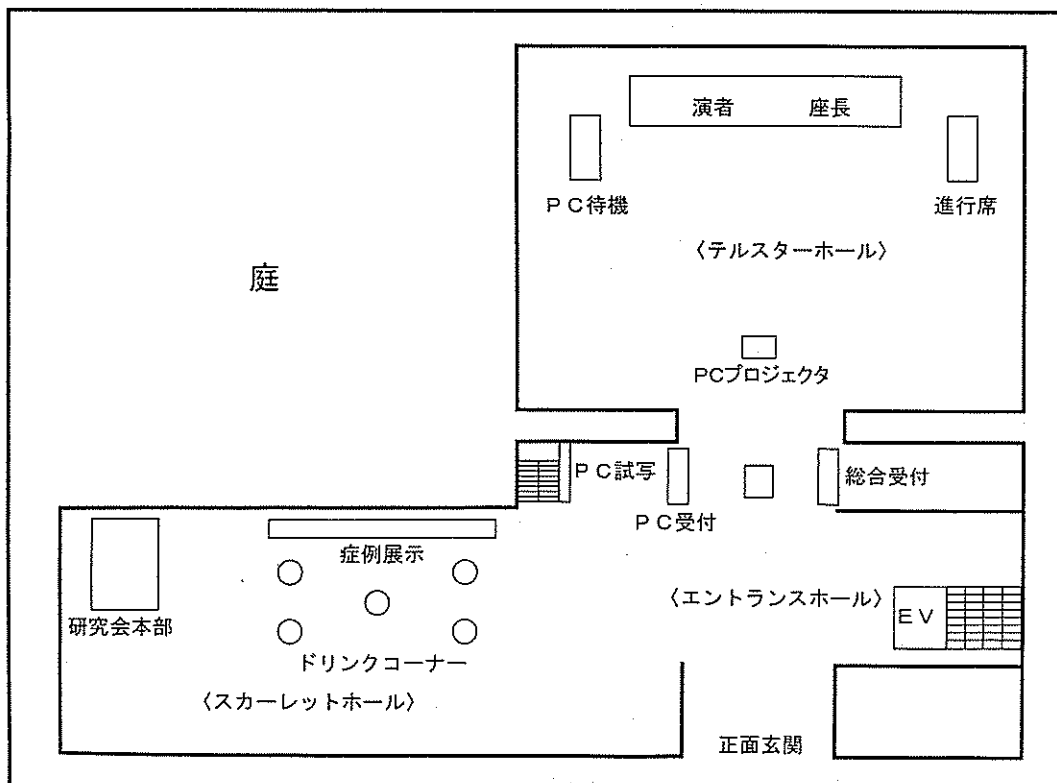 演者 座長
ＰＣ待機
進行席
〈テルスターホール〉
庭
PCプロジェクタ
ＰＣ試写
総合受付
ＰＣ受付
症例展示
〈エントランスホール〉
ＥＶ
研究会本部
ドリンクコーナー
〈スカーレットホール〉
正面玄関